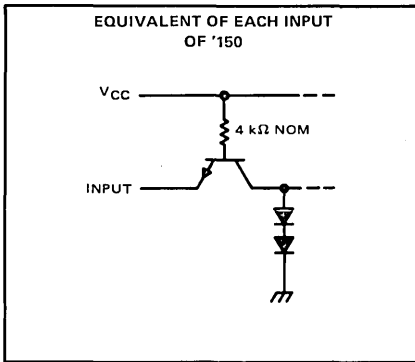 EQUIVALENT OF EACH INPUT
OF '150
VCC
4 kΩ NOM
INPUT